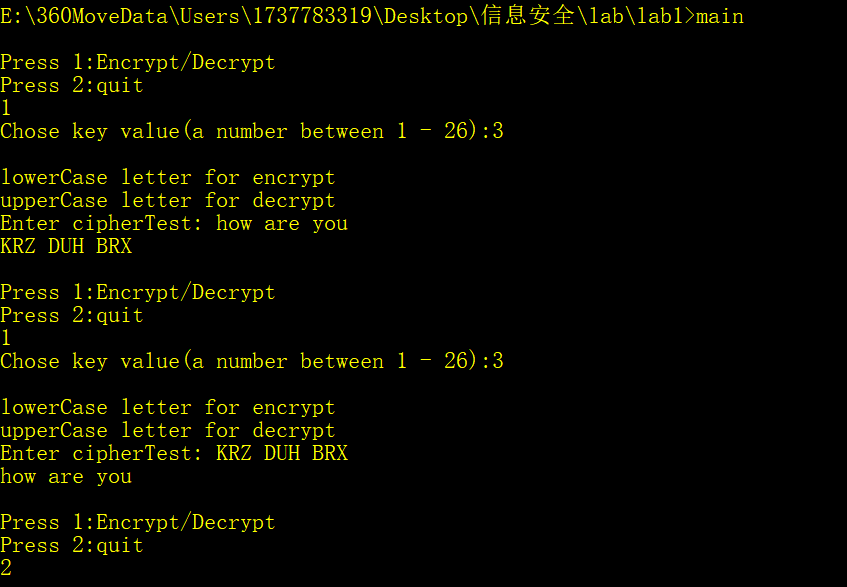 E:\360MoveData\Users\1737783319\Desktop\信息安全\lab\lab1>main
Press 1:Encrypt/Decrypt
Press 2:quit
1
Chose key value(a number between 1 - 26):3
lowerCase letter for encrypt
upperCase letter for decrypt
Enter cipherTest: how are you
KRZ DUH BRX
Press 1:Encrypt/Decrypt
Press 2:quit
1
Chose key value(a number between 1 - 26):3
lowerCase letter for encrypt
upperCase letter for decrypt
Enter cipherTest: KRZ DUH BRX
how are you
Press 1:Encrypt/Decrypt
Press 2:quit
2